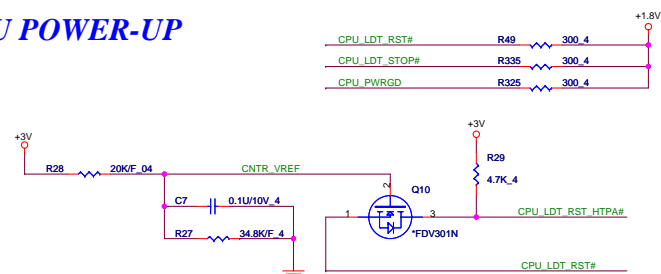 U POWER-UP
+1.8V
CPU_LDT_RST# R49 300_4
CPU_LDT_STOP# R335 300_4
CPU_PWRGD R325 300_4
+3V
R28 20K/F_04 CNTR_VREF
C7 0.1U/10V_4
R27 34.8K/F_4
+3V
R29
4.7K_4
2
Q10
1
3
*FDV301N
CPU_LDT_RST_HTPA#
CPU_LDT_RST#